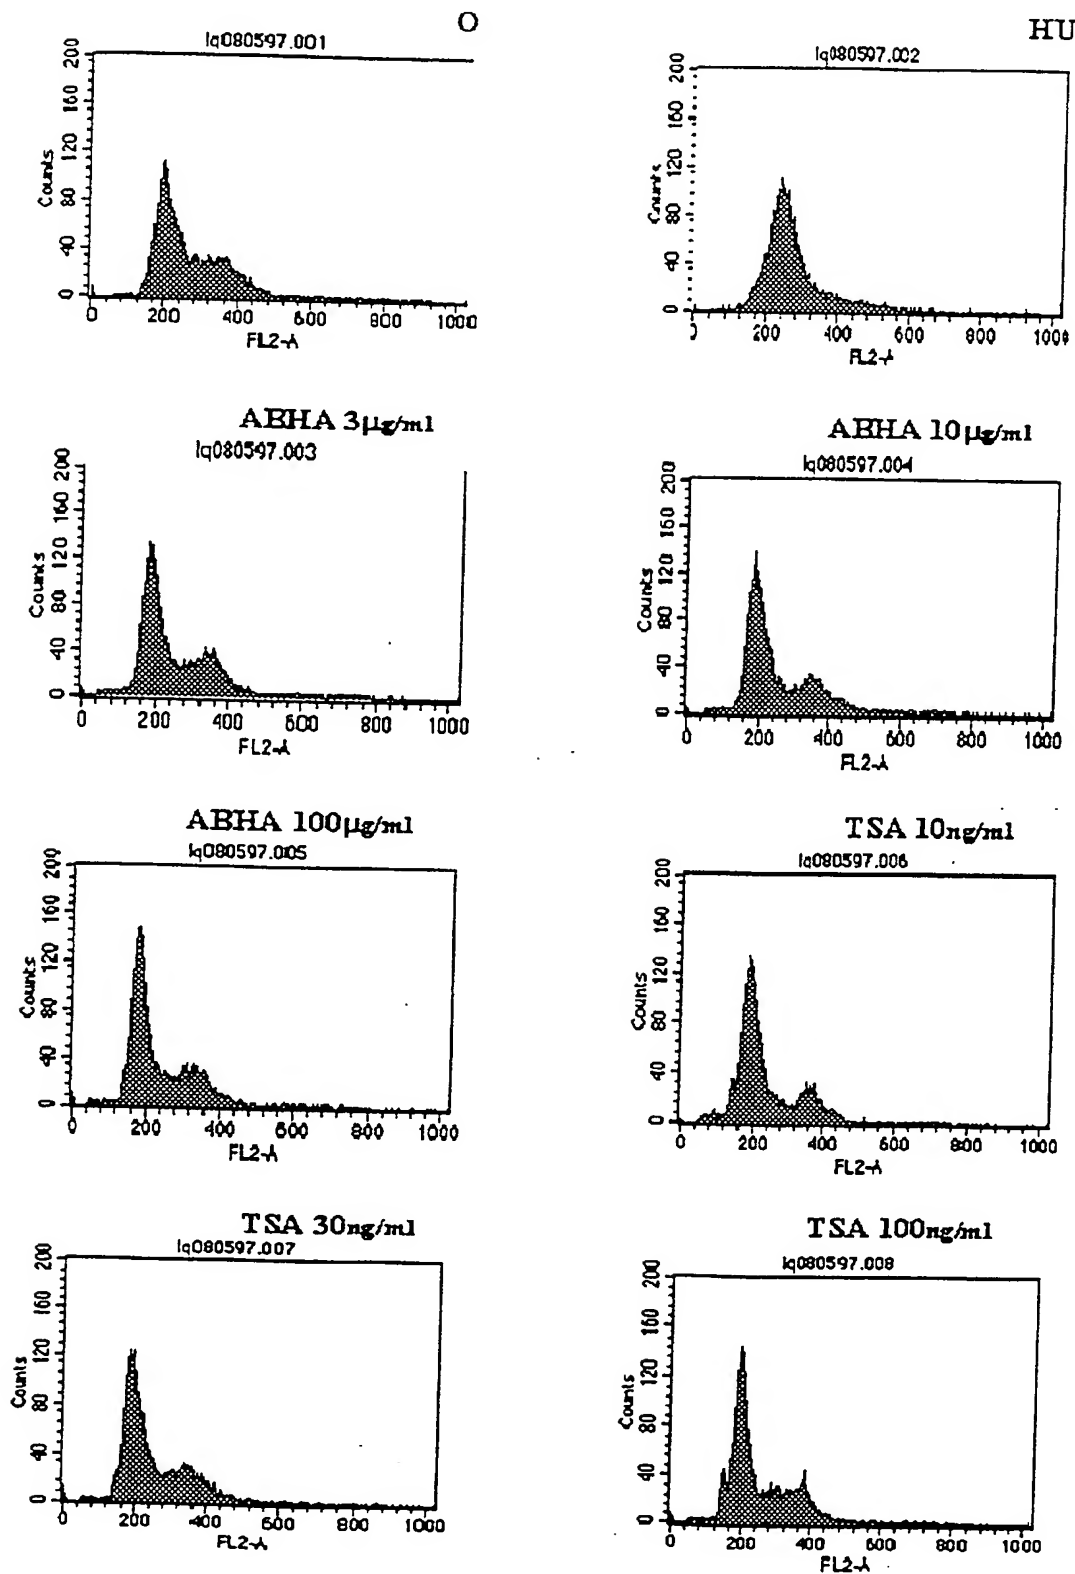 O
lq080597.001
200
160
120
80
40
0
Counts
0 200 400 600 800 1000
FL2-A
HU
lq080597.002
200
160
120
80
40
0
Counts
0 200 400 600 800 1000
FL2-A
ABHA 3µg/ml
lq080597.003
200
160
120
80
40
0
Counts
0 200 400 600 800 1000
FL2-A
ABHA 10µg/ml
lq080597.004
200
160
120
80
40
0
Counts
0 200 400 600 800 1000
FL2-A
ABHA 100µg/ml
lq080597.005
200
160
120
80
40
0
Counts
0 200 400 600 800 1000
FL2-A
TSA 10ng/ml
lq080597.006
200
160
120
80
40
0
Counts
0 200 400 600 800 1000
FL2-A
TSA 30ng/ml
lq080597.007
200
160
120
80
40
0
Counts
0 200 400 600 800 1000
FL2-A
TSA 100ng/ml
lq080597.008
200
160
120
80
40
0
Counts
0 200 400 600 800 1000
FL2-A